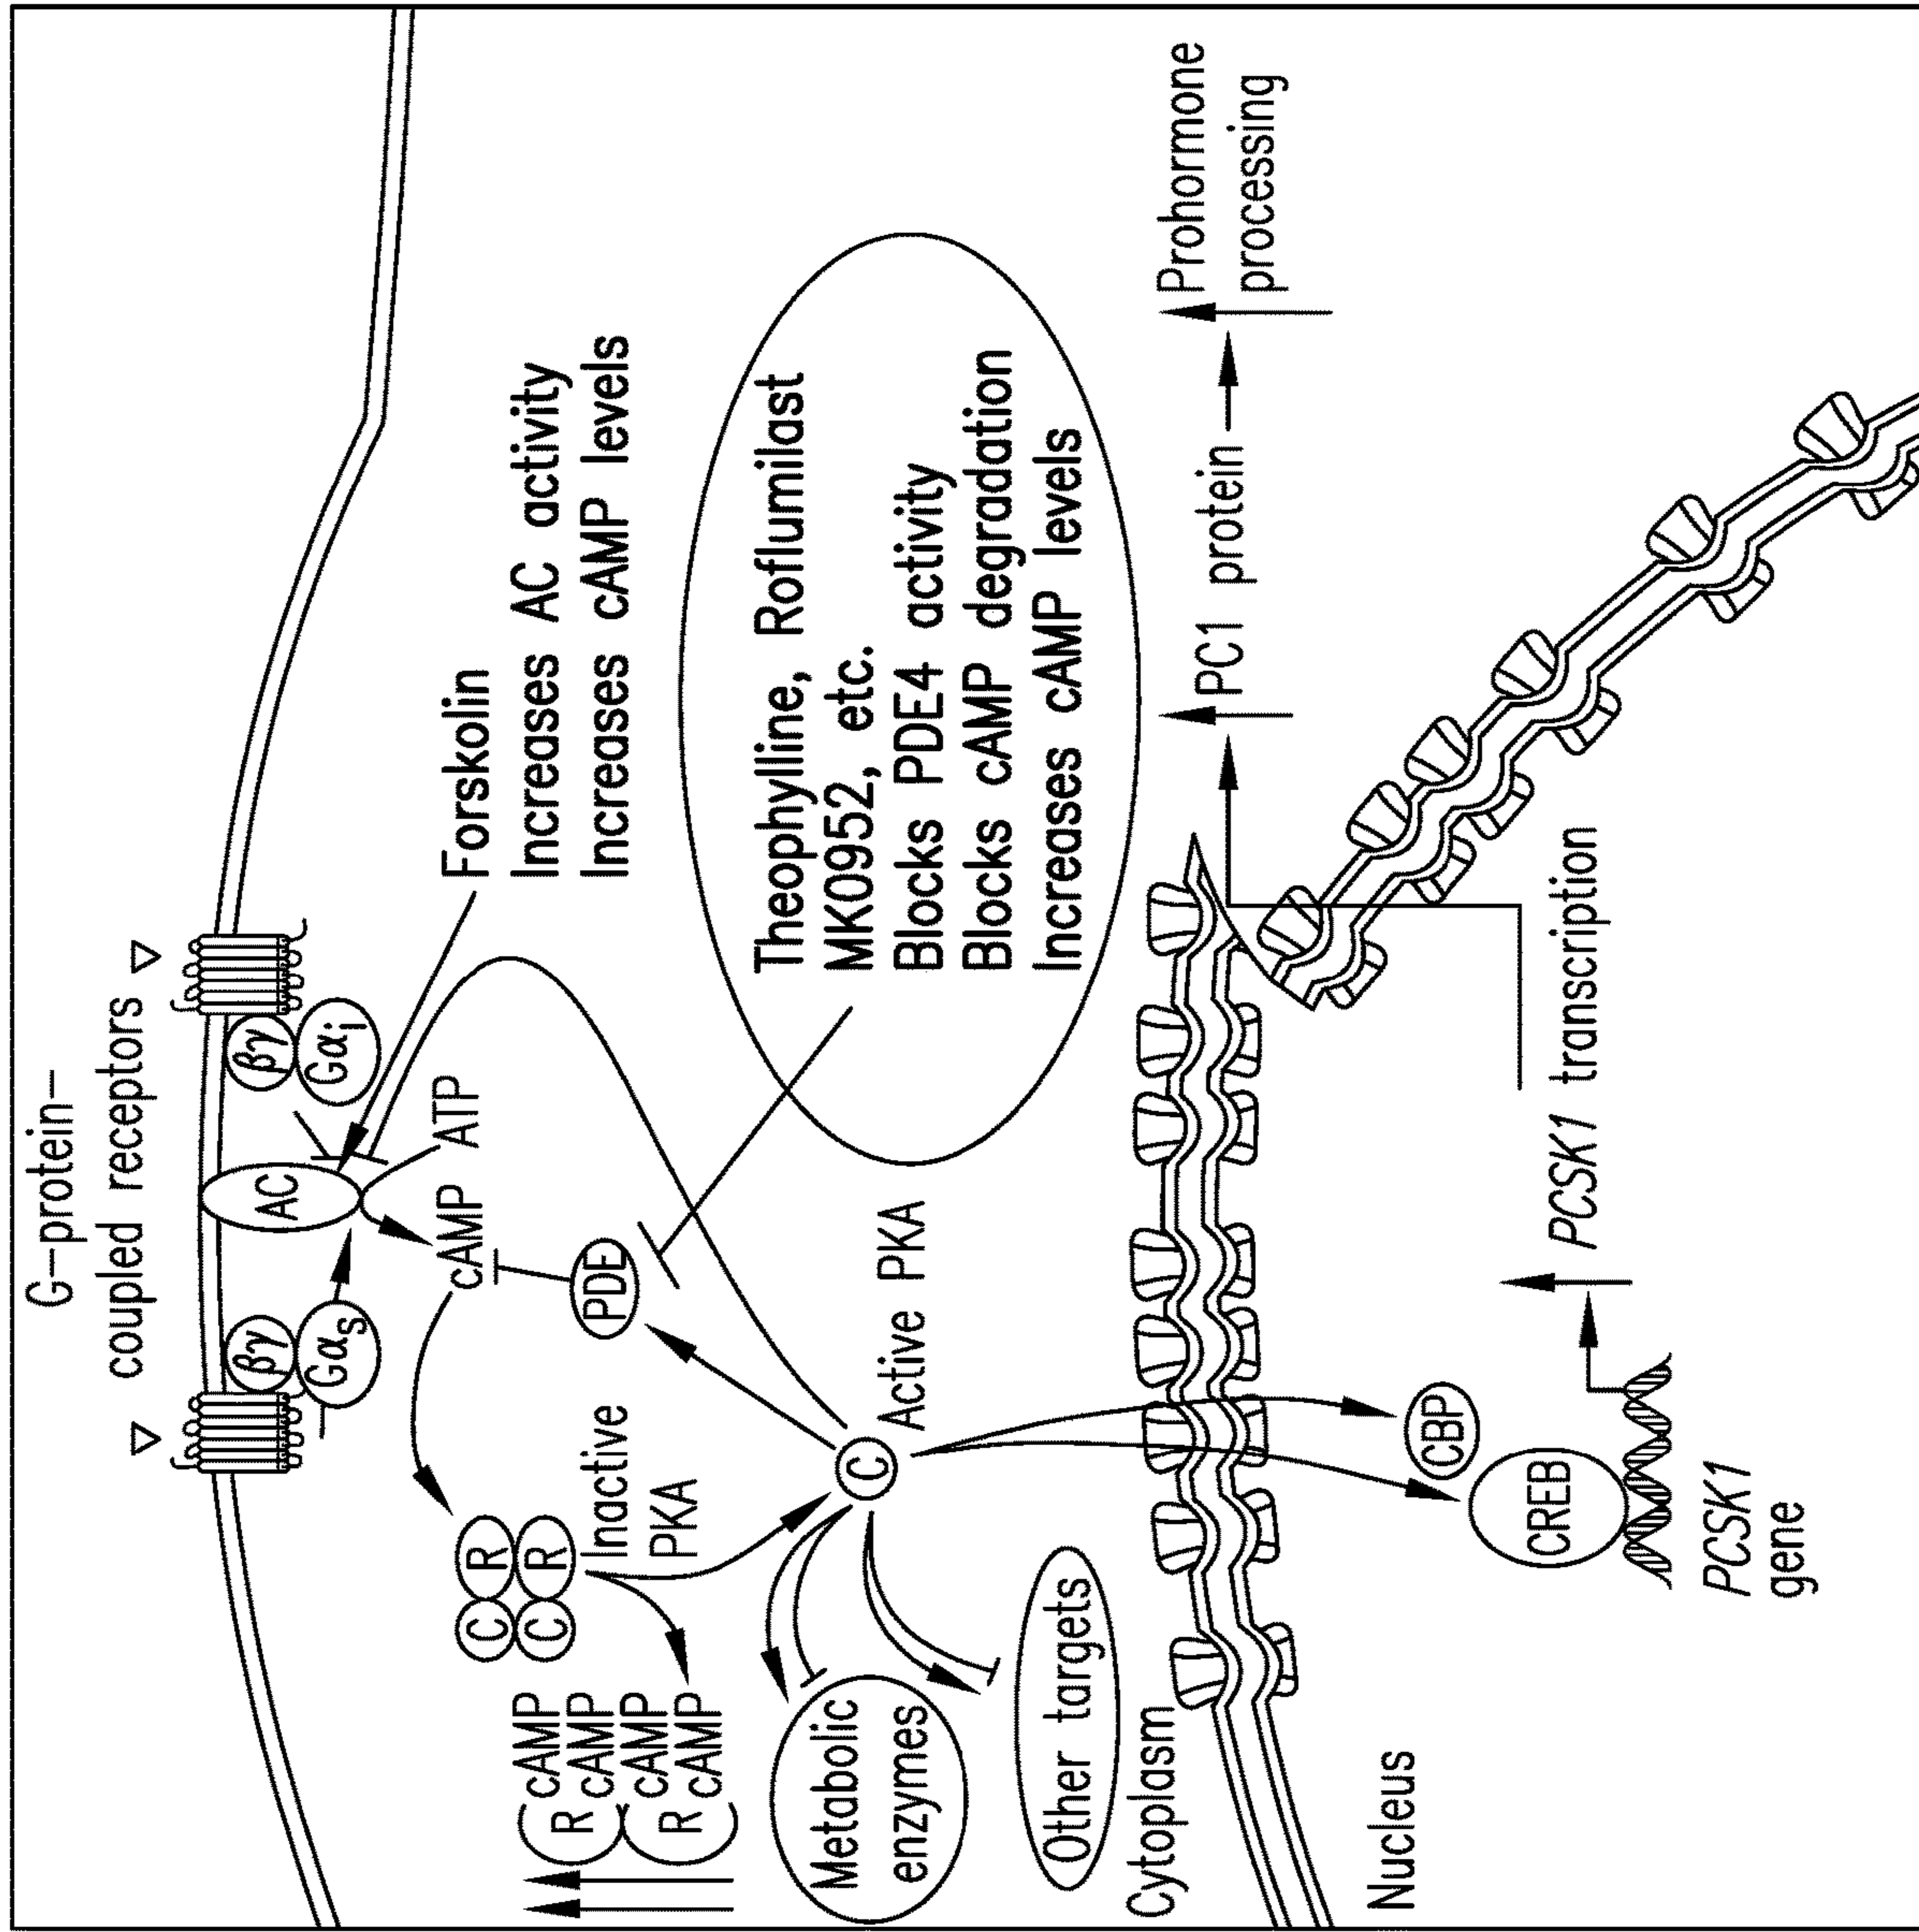 G-protein-
coupled receptors
βγ
Gαs
AC
βγ
Gαi
cAMP
ATP
Forskolin
Increases AC activity
Increases cAMP levels
C R
C R
Inactive
PKA
PDE
R cAMP
cAMP
R cAMP
cAMP
Theophylline, Roflumilast
MK0952, etc.
Blocks PDE4 activity
Blocks cAMP degradation
Increases cAMP levels
C
Active PKA
Metabolic
enzymes
Other targets
Cytoplasm
Nucleus
PC1 protein
Prohormone
processing
CBP
CREB
PCSK1 transcription
PCSK1
gene